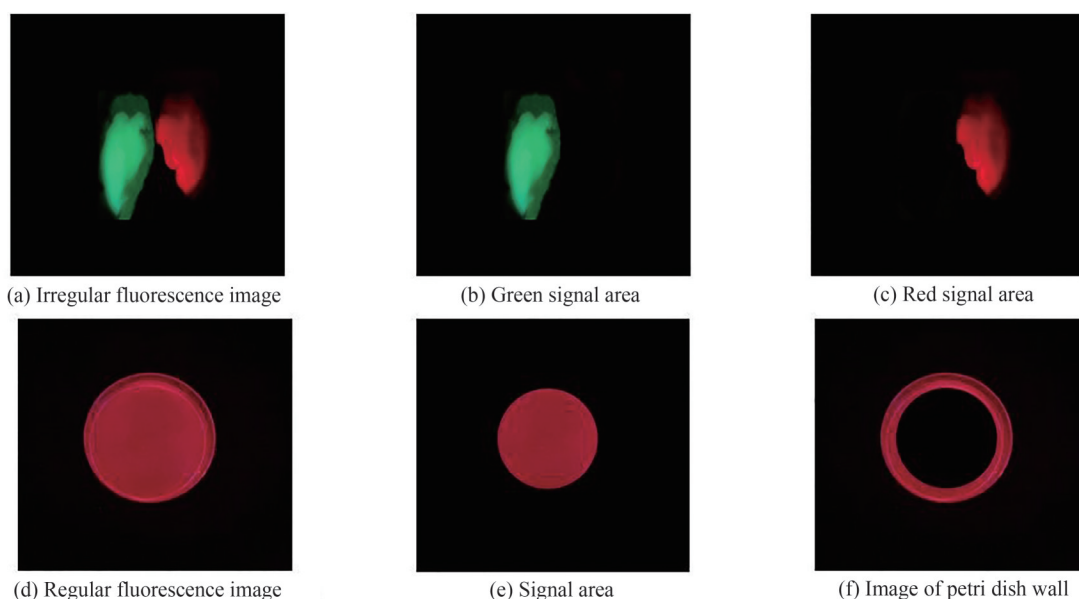 (a) Irregular fluorescence image
(b) Green signal area
(c) Red signal area
(d) Regular fluorescence image
(e) Signal area
(f) Image of petri dish wall